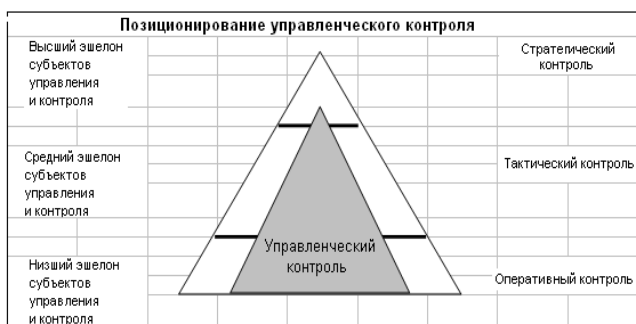 Позиционирование управленческого контроля
Высший эшелон
субъектов
управления
и контроля
Стратегический
контроль
Средний эшелон
субъектов
управления
и контроля
Тактический контроль
Управленческий
контроль
Низший эшелон
субъектов
управления
и контроля
Оперативный контроль